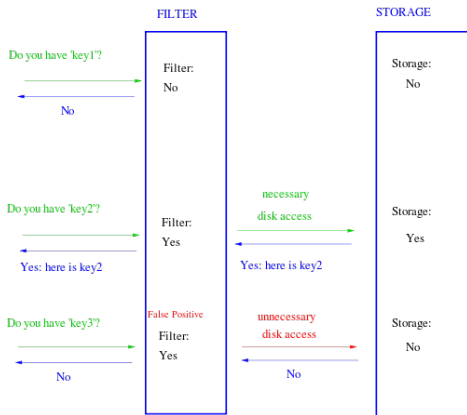 FILTER
STORAGE
Do you have 'key1'?
Filter:
No
Storage:
No
No
Do you have 'key2'?
Filter:
Yes
necessary
disk access
Storage:
Yes
Yes: here is key2
Yes: here is key2
False Positive
Do you have 'key3'?
Filter:
Yes
unnecessary
disk access
Storage:
No
No
No